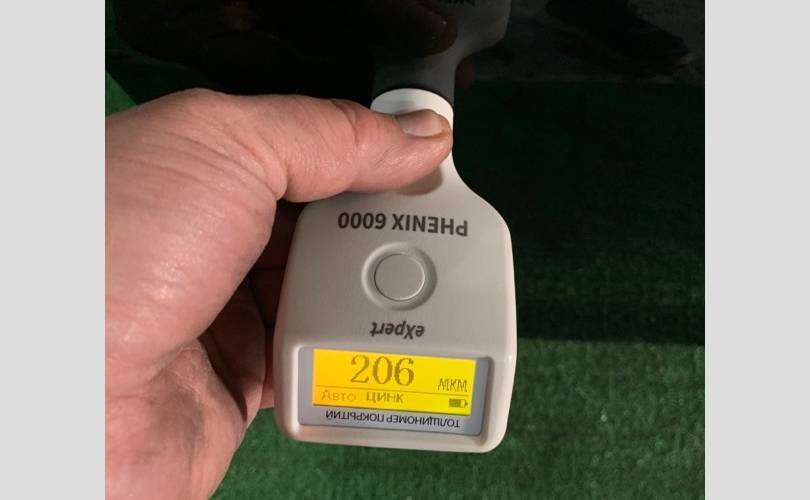 PHENIX 6000
eXpert
206 МКМ
Авто ЦИНК
ТОЛЩИНОМЕР ПОКРЫТИЙ